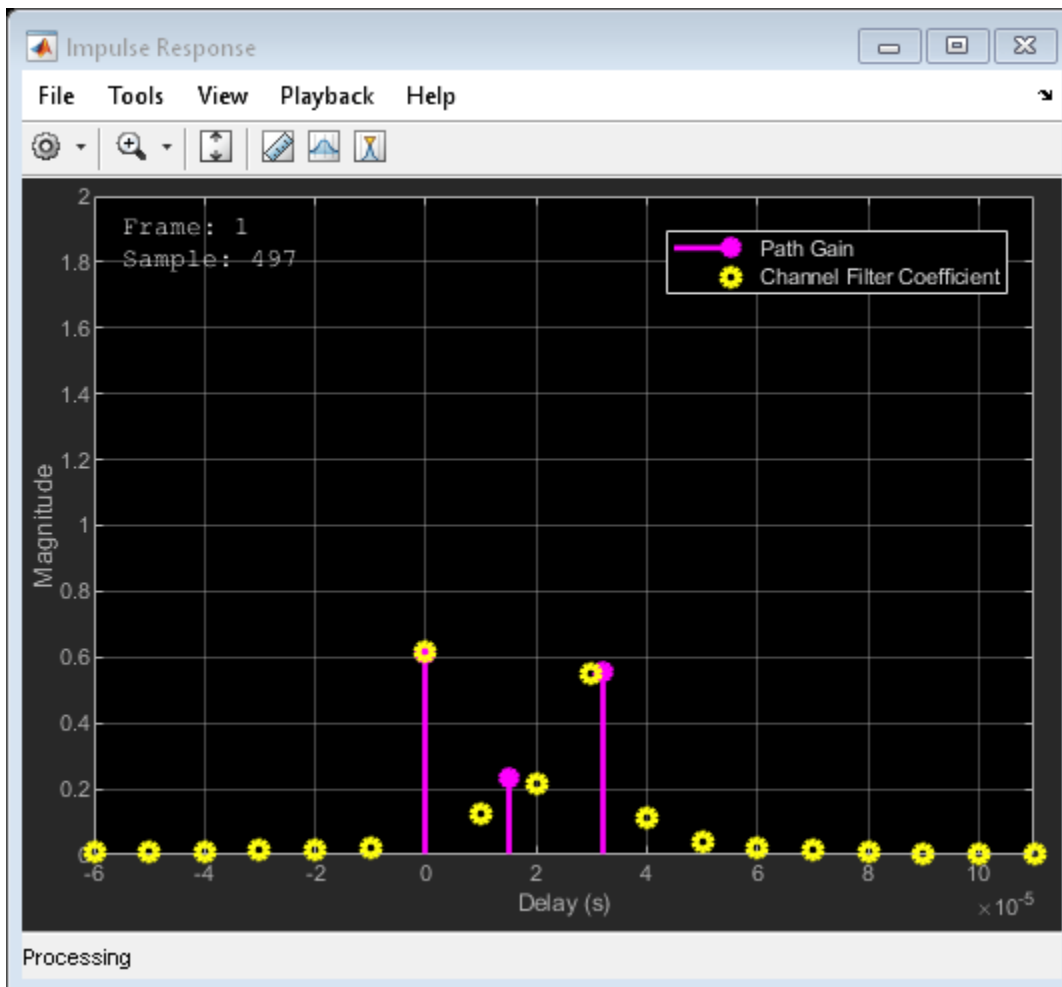 Impulse Response
File Tools View Playback Help
Frame: 1
Sample: 497
Path Gain
Channel Filter Coefficient
2
1.8
1.6
1.4
1.2
1
0.8
0.6
0.4
0.2
0
Magnitude
-6 -4 -2 0 2 4 6 8 10
Delay (s)
×10-5
Processing